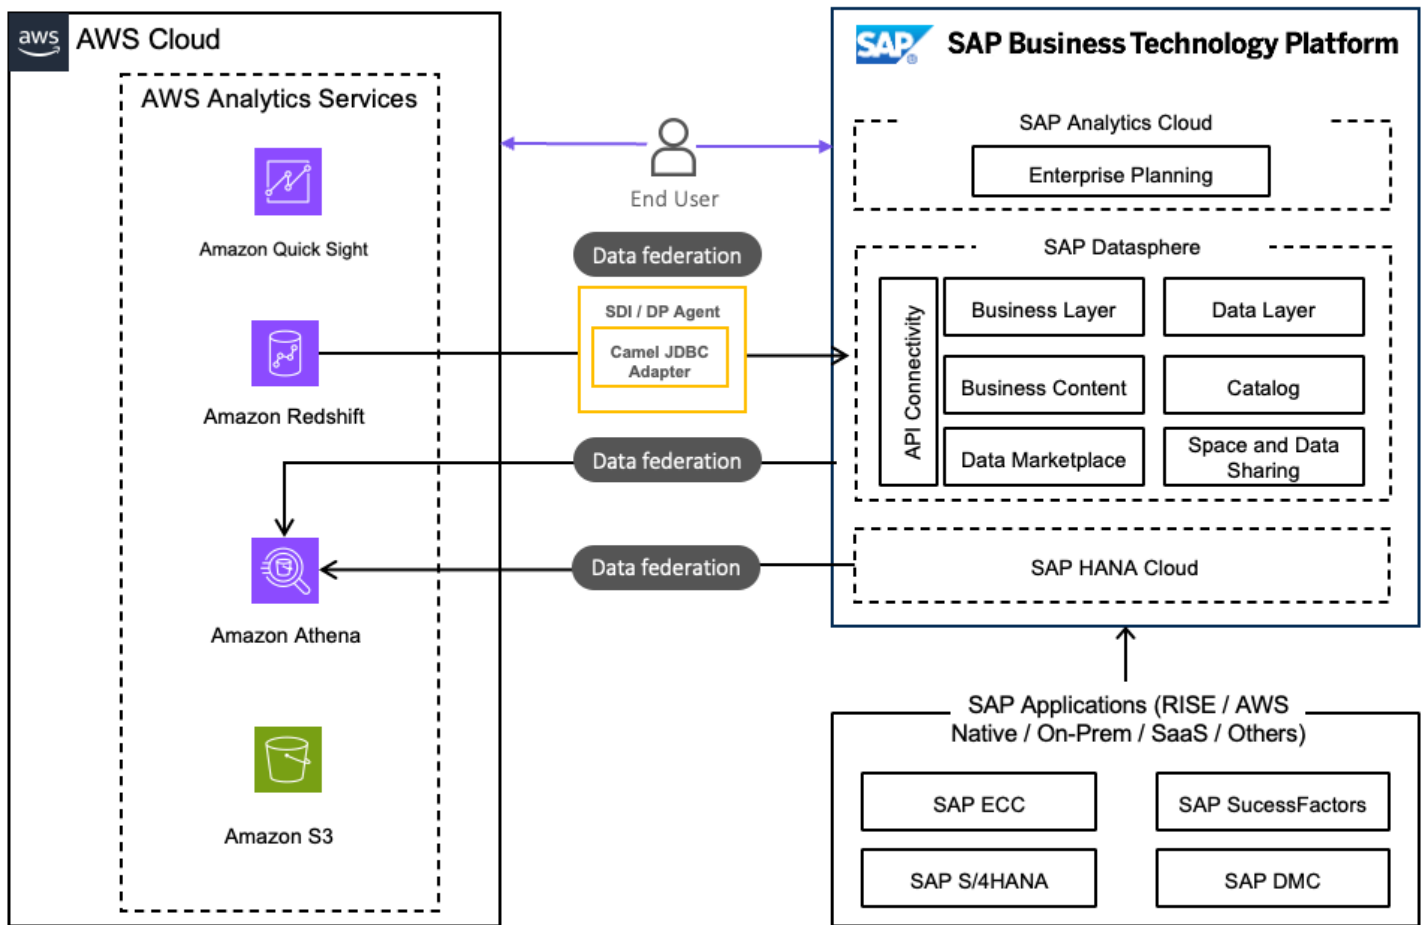 aws
AWS Cloud
AWS Analytics Services
Amazon Quick Sight
Amazon Redshift
Amazon Athena
Amazon S3
End User
Data federation
SDI / DP Agent
Camel JDBC
Adapter
Data federation
Data federation
SAP
®
SAP Business Technology Platform
SAP Analytics Cloud
Enterprise Planning
SAP Datasphere
API Connectivity
Business Layer
Data Layer
Business Content
Catalog
Data Marketplace
Space and Data
Sharing
SAP HANA Cloud
SAP Applications (RISE / AWS
Native / On-Prem / SaaS / Others)
SAP ECC
SAP SucessFactors
SAP S/4HANA
SAP DMC